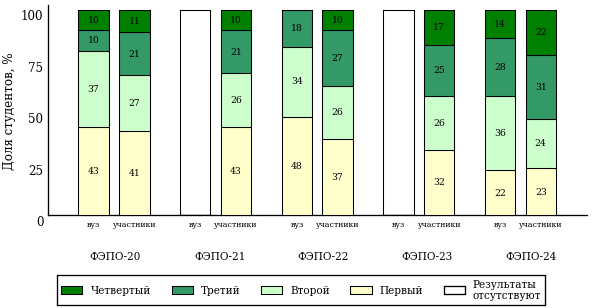 Доля студентов, %
100
75
50
25
0
10 11 10 18 10 17 14 22
10 21 21 34 27 25 28 31
37 27 26 48 26 26 36 24
43 41 43 37 32 22 23
вуз участники вуз участники вуз участники вуз участники вуз участники
ФЭПО-20 ФЭПО-21 ФЭПО-22 ФЭПО-23 ФЭПО-24
Четвертый Третий Второй Первый Результаты
отсутствуют